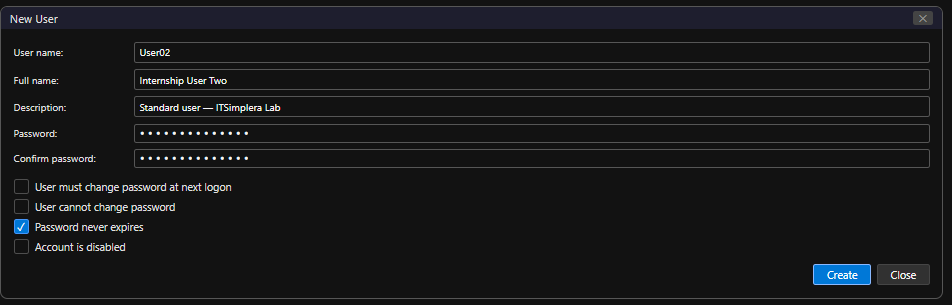 New User
User name: User02
Full name: Internship User Two
Description: Standard user — ITSimplera Lab
Password: ••••••••••••••
Confirm password: ••••••••••••••
User must change password at next logon
User cannot change password
Password never expires
Account is disabled
Create Close